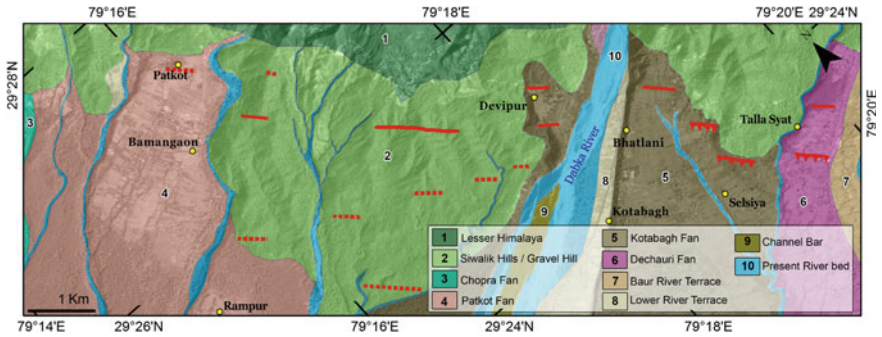 79°16'E
79°18'E
79°20'E 29°24'N
29°28'N
79°20'E
N
1
10
Patkot
Devipur
Talla Syat
3
Bamangaon
Dabka River
Bhatlani
2
4
8
5
7
Selsiya
6
9
Kotabagh
1 Lesser Himalaya
2 Siwalik Hills / Gravel Hill
3 Chopra Fan
4 Patkot Fan
5 Kotabagh Fan
6 Dechauri Fan
7 Baur River Terrace
8 Lower River Terrace
9 Channel Bar
10 Present River bed
1 Km
Rampur
79°14'E
29°26'N
79°16'E
29°24'N
79°18'E